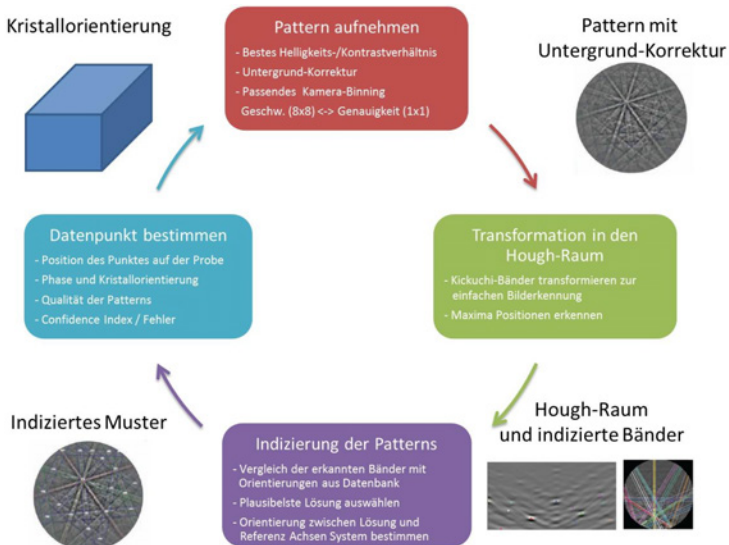 Kristallorientierung
Pattern aufnehmen
- Bestes Helligkeits-/Kontrastverhältnis
- Untergrund-Korrektur
- Passendes Kamera-Binning
Geschw. (8x8) <-> Genauigkeit (1x1)
Pattern mit
Untergrund-Korrektur
Transformation in den
Hough-Raum
- Kickuchi-Bänder transformieren zur
einfachen Bilderkennung
- Maxima Positionen erkennen
Hough-Raum
und indizierte Bänder
Indizierung der Patterns
- Vergleich der erkannten Bänder mit
Orientierungen aus Datenbank
- Plausibelste Lösung auswählen
- Orientierung zwischen Lösung und
Referenz Achsen System bestimmen
Indiziertes Muster
Datenpunkt bestimmen
- Position des Punktes auf der Probe
- Phase und Kristallorientierung
- Qualität der Patterns
- Confidence Index / Fehler